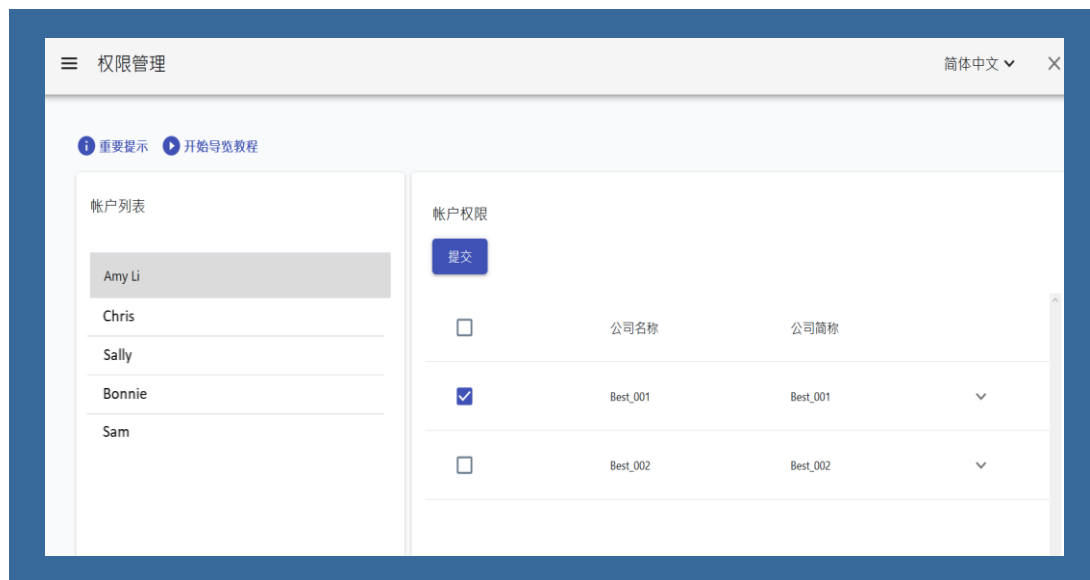 权限管理
简体中文
重要提示 开始导览教程
帐户列表
Amy Li
Chris
Sally
Bonnie
Sam
帐户权限
提交
公司名称 公司简称
Best_001 Best_001
Best_002 Best_002